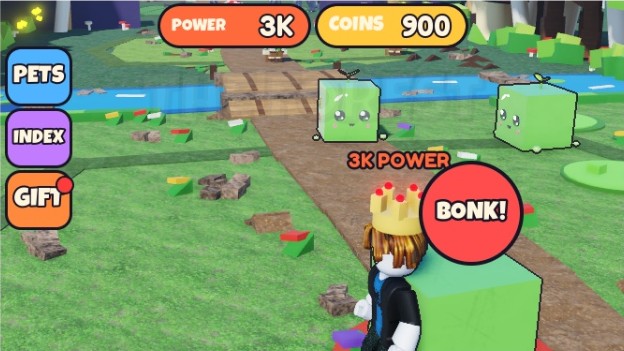 POWER 3K
COINS 900
PETS
INDEX
GIFT
3K POWER
BONK!